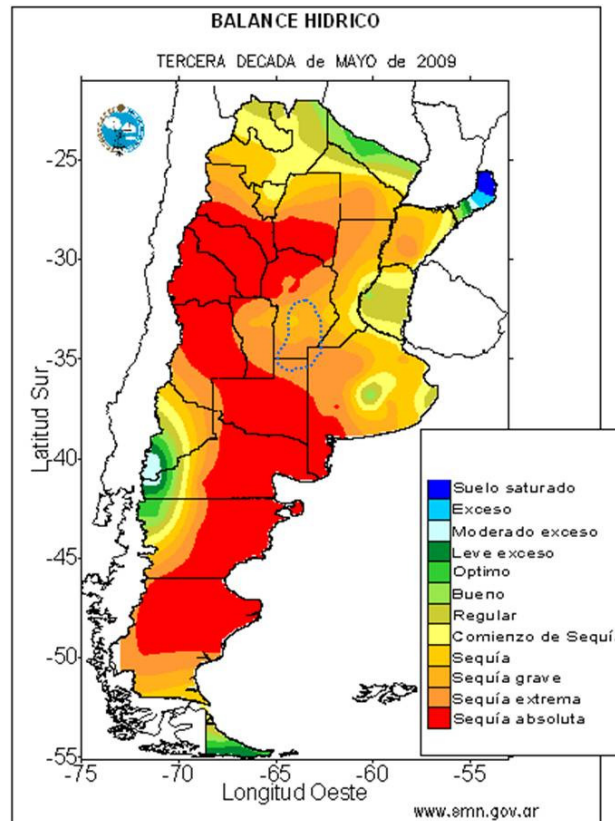 BALANCE HIDRICO
TERCERA DECADA de MAYO de 2009
-25
-30
-35
-40
-45
-50
-55
Latitud Sur
-75
-70
-65
-60
-55
Longitud Oeste
Suelo saturado
Exceso
Moderado exceso
Leve exceso
Optimo
Bueno
Regular
Comienzo de Sequí
Sequía
Sequía grave
Sequía extrema
Sequía absoluta
www.smn.gov.ar